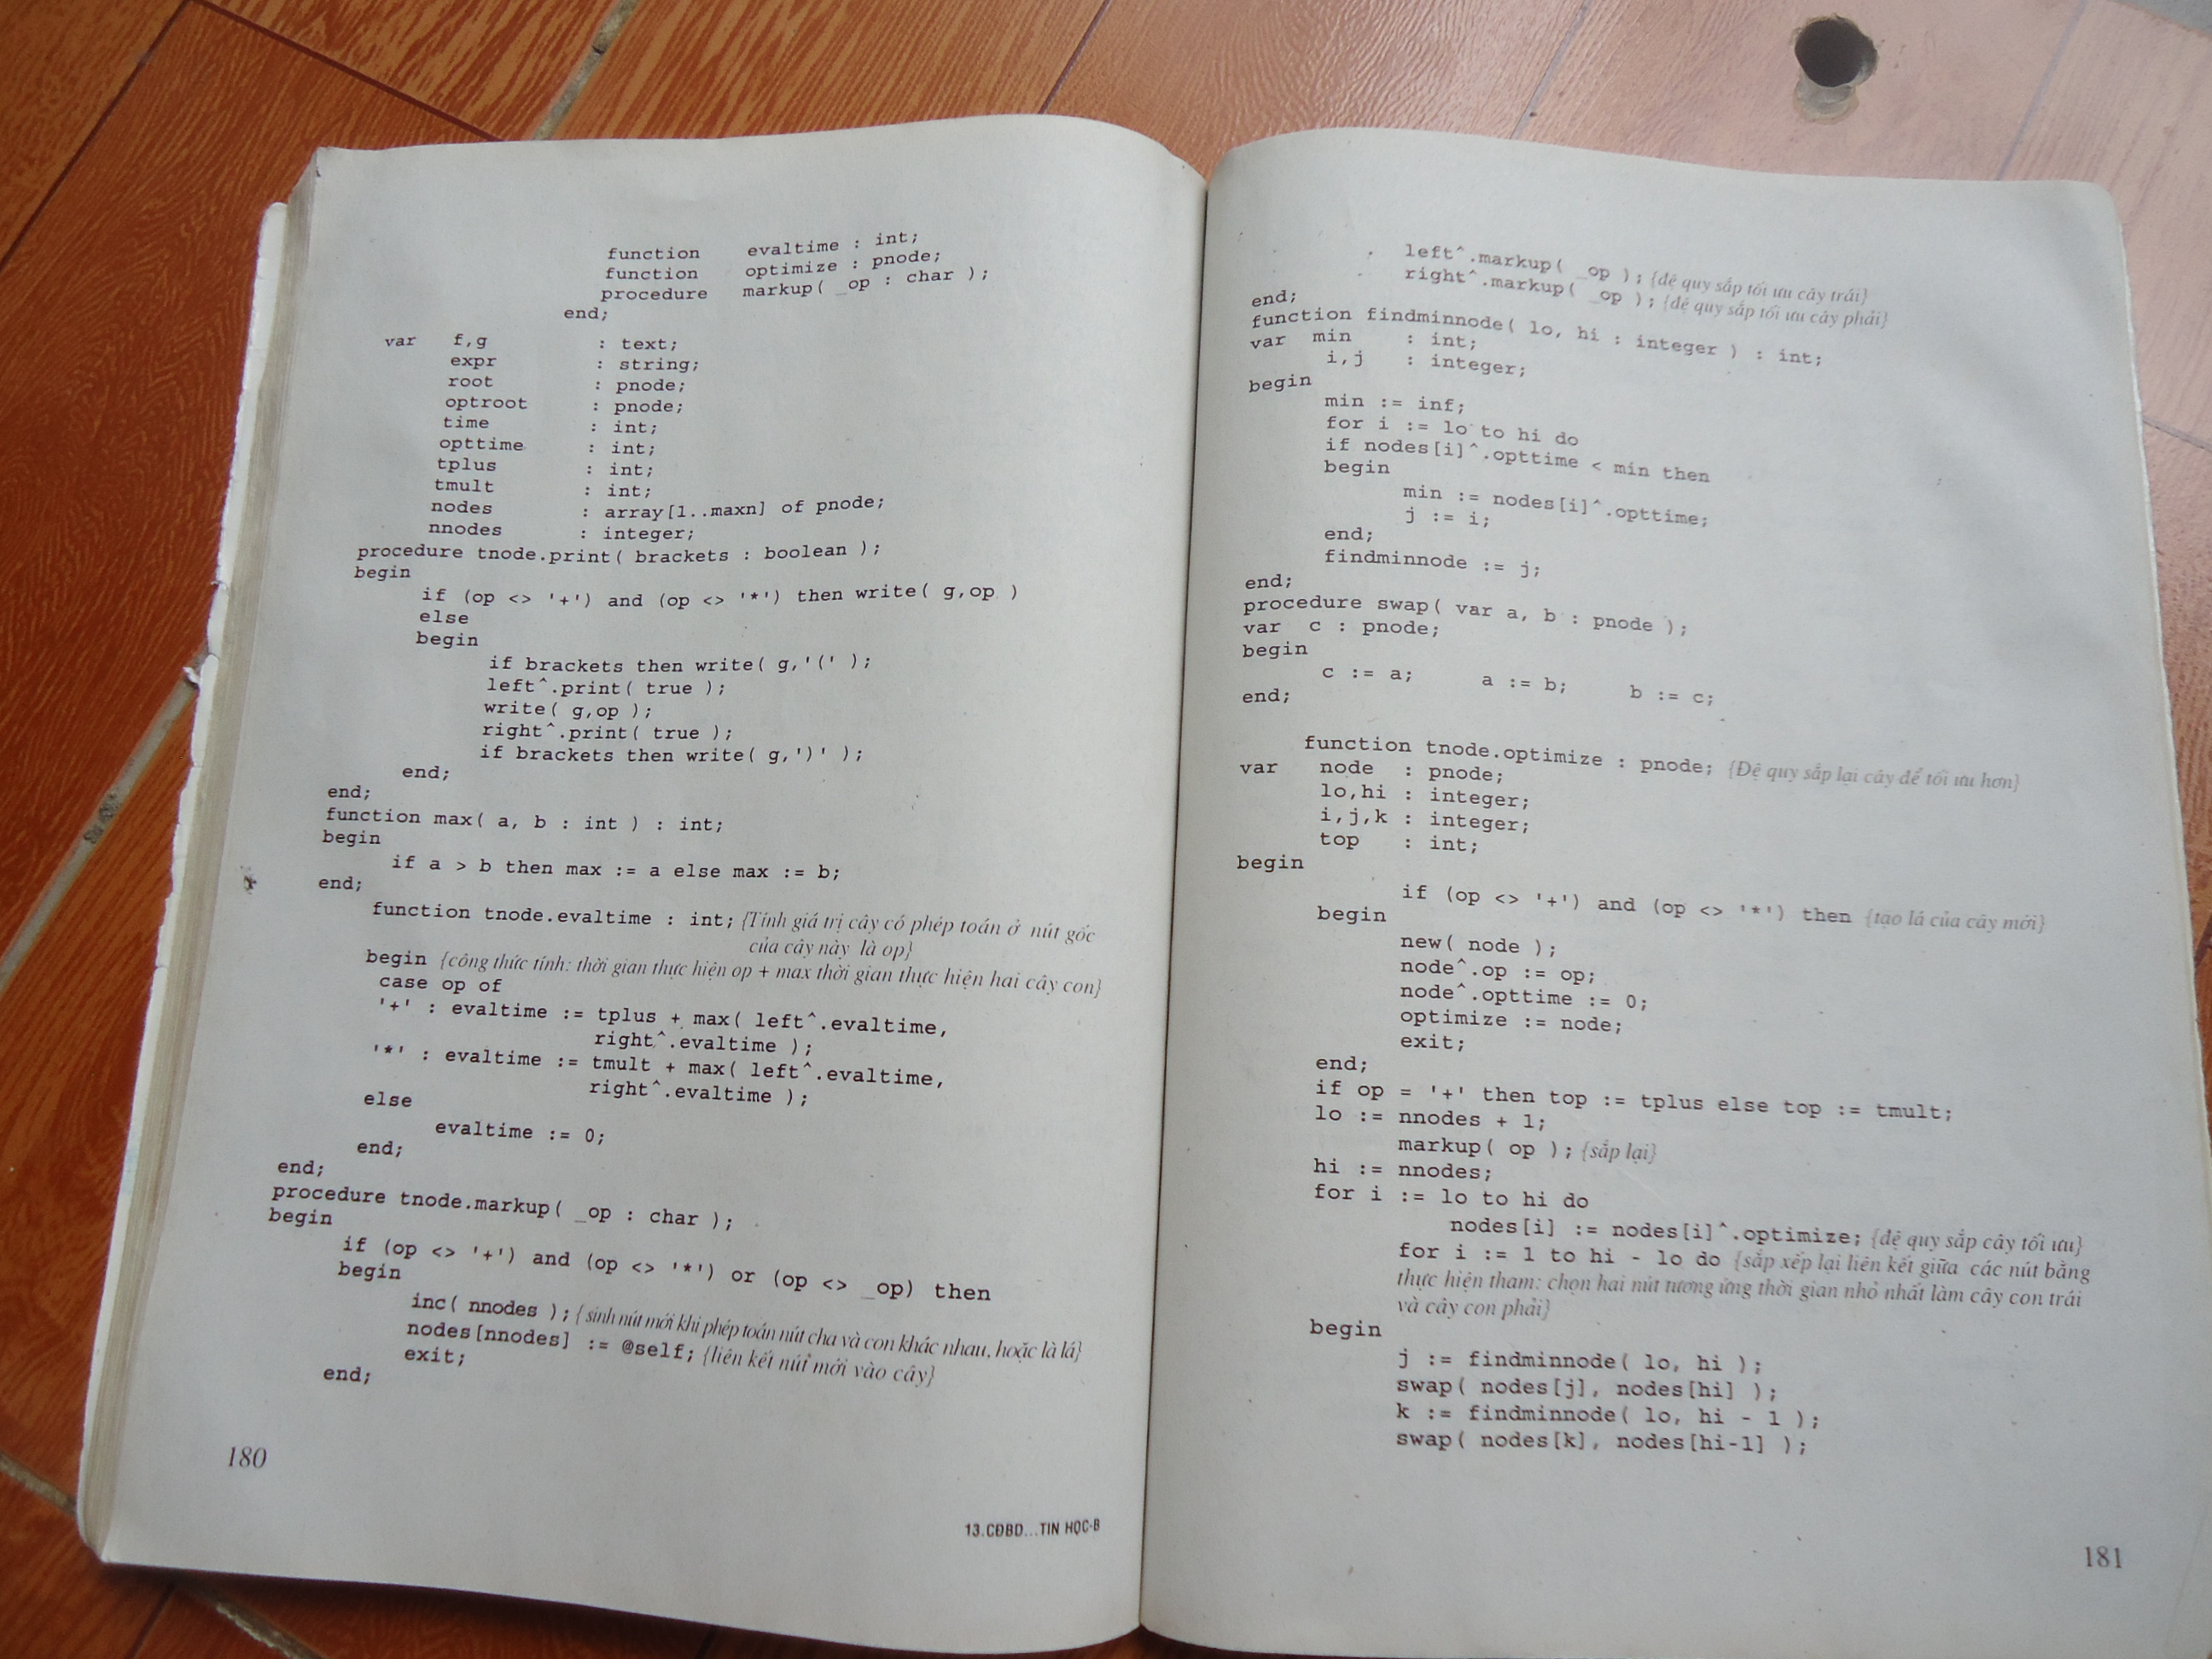 function evaltime : int;
function optimize : pnode;
procedure markup( _op : char );
end;
var f,g : text;
expr : string;
root : pnode;
optroot : pnode;
time : int;
opttime : int;
tplus : int;
tmult : int;
nodes : array[1..maxn] of pnode;
nnodes : integer;
procedure tnode.print( brackets : boolean );
begin
if (op <> '+') and (op <> '*') then write( g,op )
else
begin
if brackets then write( g,'(' );
left^.print( true );
write( g,op );
right^.print( true );
if brackets then write( g,')' );
end;
end;
function max( a, b : int ) : int;
begin
if a > b then max := a else max := b;
end;
function tnode.evaltime : int; {Tính giá trị cây có phép toán ở nút gốc
của cây này là op}
begin {công thức tính: thời gian thực hiện op + max thời gian thực hiện hai cây con}
case op of
'+' : evaltime := tplus + max( left^.evaltime,
right^.evaltime );
'*' : evaltime := tmult + max( left^.evaltime,
right^.evaltime );
else
evaltime := 0;
end;
end;
procedure tnode.markup( _op : char );
begin
if (op <> '+') and (op <> '*') or (op <> _op) then
begin
inc( nnodes ); { sinh nút mới khi phép toán nút cha và con khác nhau, hoặc là lá}
nodes[nnodes] := @self; {liên kết nút mới vào cây}
exit;
end;
180
13.CĐBD...TIN HỌC-B
left^.markup( _op ); {đệ quy sắp tối ưu cây trái}
right^.markup( _op ); {đệ quy sắp tối ưu cây phải}
end;
function findminnode( lo, hi : integer ) : int;
var min : int;
i,j : integer;
begin
min := inf;
for i := lo to hi do
if nodes[i]^.opttime < min then
begin
min := nodes[i]^.opttime;
j := i;
end;
findminnode := j;
end;
procedure swap( var a, b : pnode );
var c : pnode;
begin
c := a; a := b; b := c;
end;
function tnode.optimize : pnode; {Đệ quy sắp lại cây để tối ưu hơn}
var node : pnode;
lo,hi : integer;
i,j,k : integer;
top : int;
begin
if (op <> '+') and (op <> '*') then {tạo lá của cây mới}
begin
new( node );
node^.op := op;
node^.opttime := 0;
optimize := node;
exit;
end;
if op = '+' then top := tplus else top := tmult;
lo := nnodes + 1;
markup( op ); {sắp lại}
hi := nnodes;
for i := lo to hi do
nodes[i] := nodes[i]^.optimize; {đệ quy sắp cây tối ưu}
for i := 1 to hi - lo do {sắp xếp lại liên kết giữa các nút bằng
thực hiện tham: chọn hai nút tương ứng thời gian nhỏ nhất làm cây con trái
và cây con phải}
begin
j := findminnode( lo, hi );
swap( nodes[j], nodes[hi] );
k := findminnode( lo, hi - 1 );
swap( nodes[k], nodes[hi-1] );
181